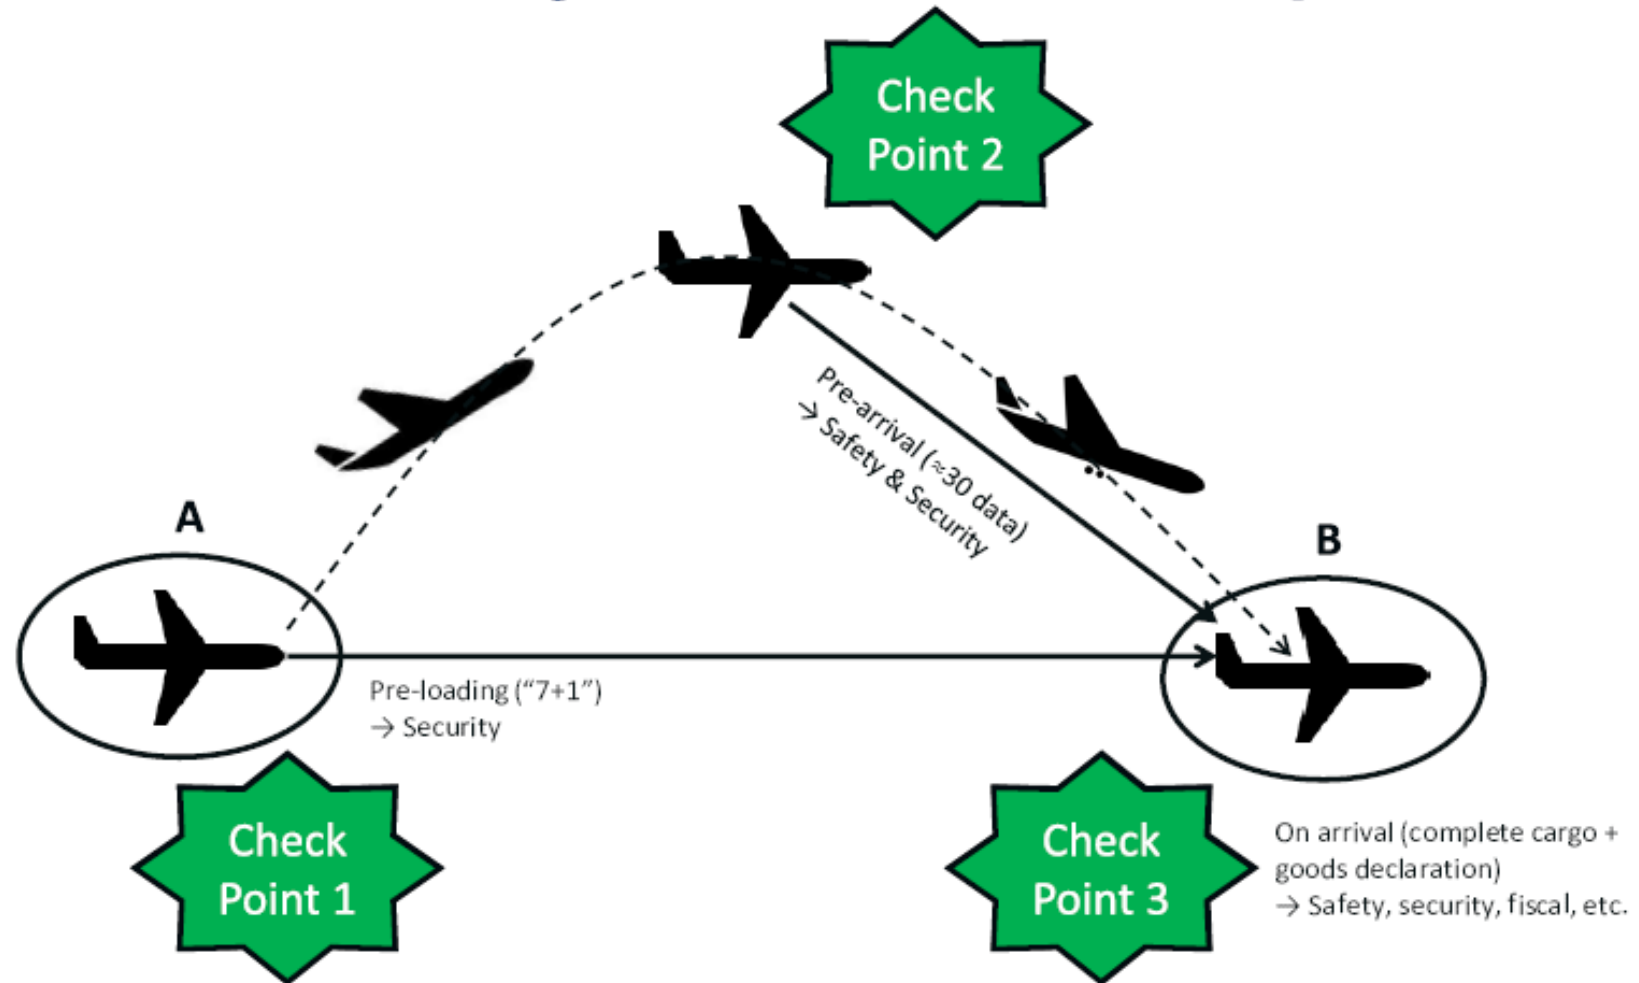 Check
Point 2
Pre-arrival (≈30 data)
→ Safety & Security
A
B
Pre-loading (“7+1”)
→ Security
Check
Point 1
Check
Point 3
On arrival (complete cargo +
goods declaration)
→ Safety, security, fiscal, etc.